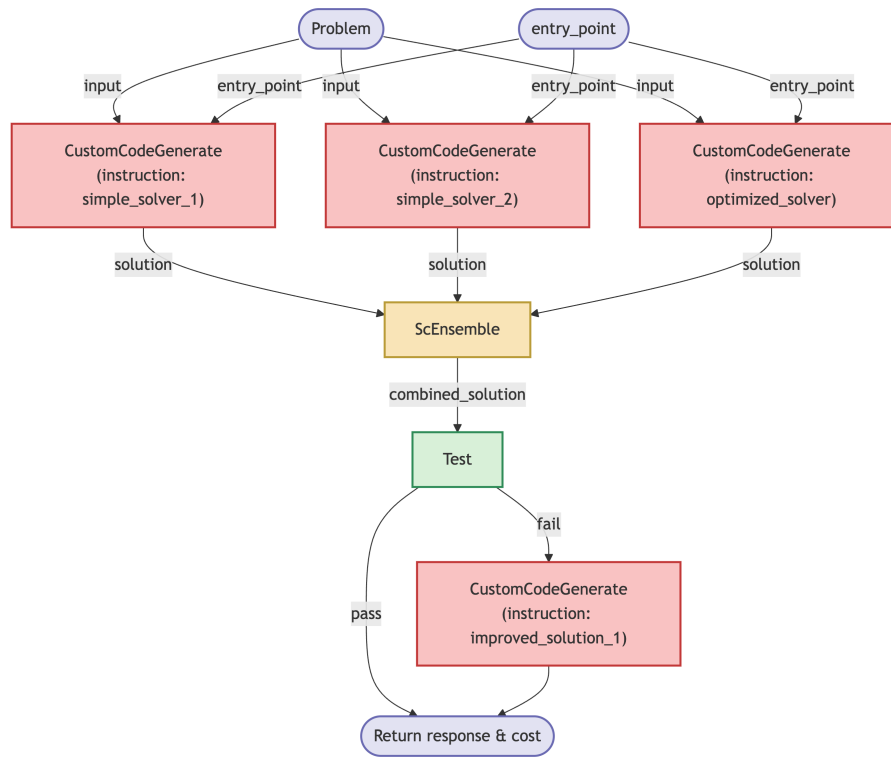 Problem
entry_point
input
entry_point
input
entry_point
input
entry_point
CustomCodeGenerate
(instruction:
simple_solver_1)
CustomCodeGenerate
(instruction:
simple_solver_2)
CustomCodeGenerate
(instruction:
optimized_solver)
solution
solution
solution
ScEnsemble
combined_solution
Test
fail
CustomCodeGenerate
(instruction:
improved_solution_1)
pass
Return response & cost